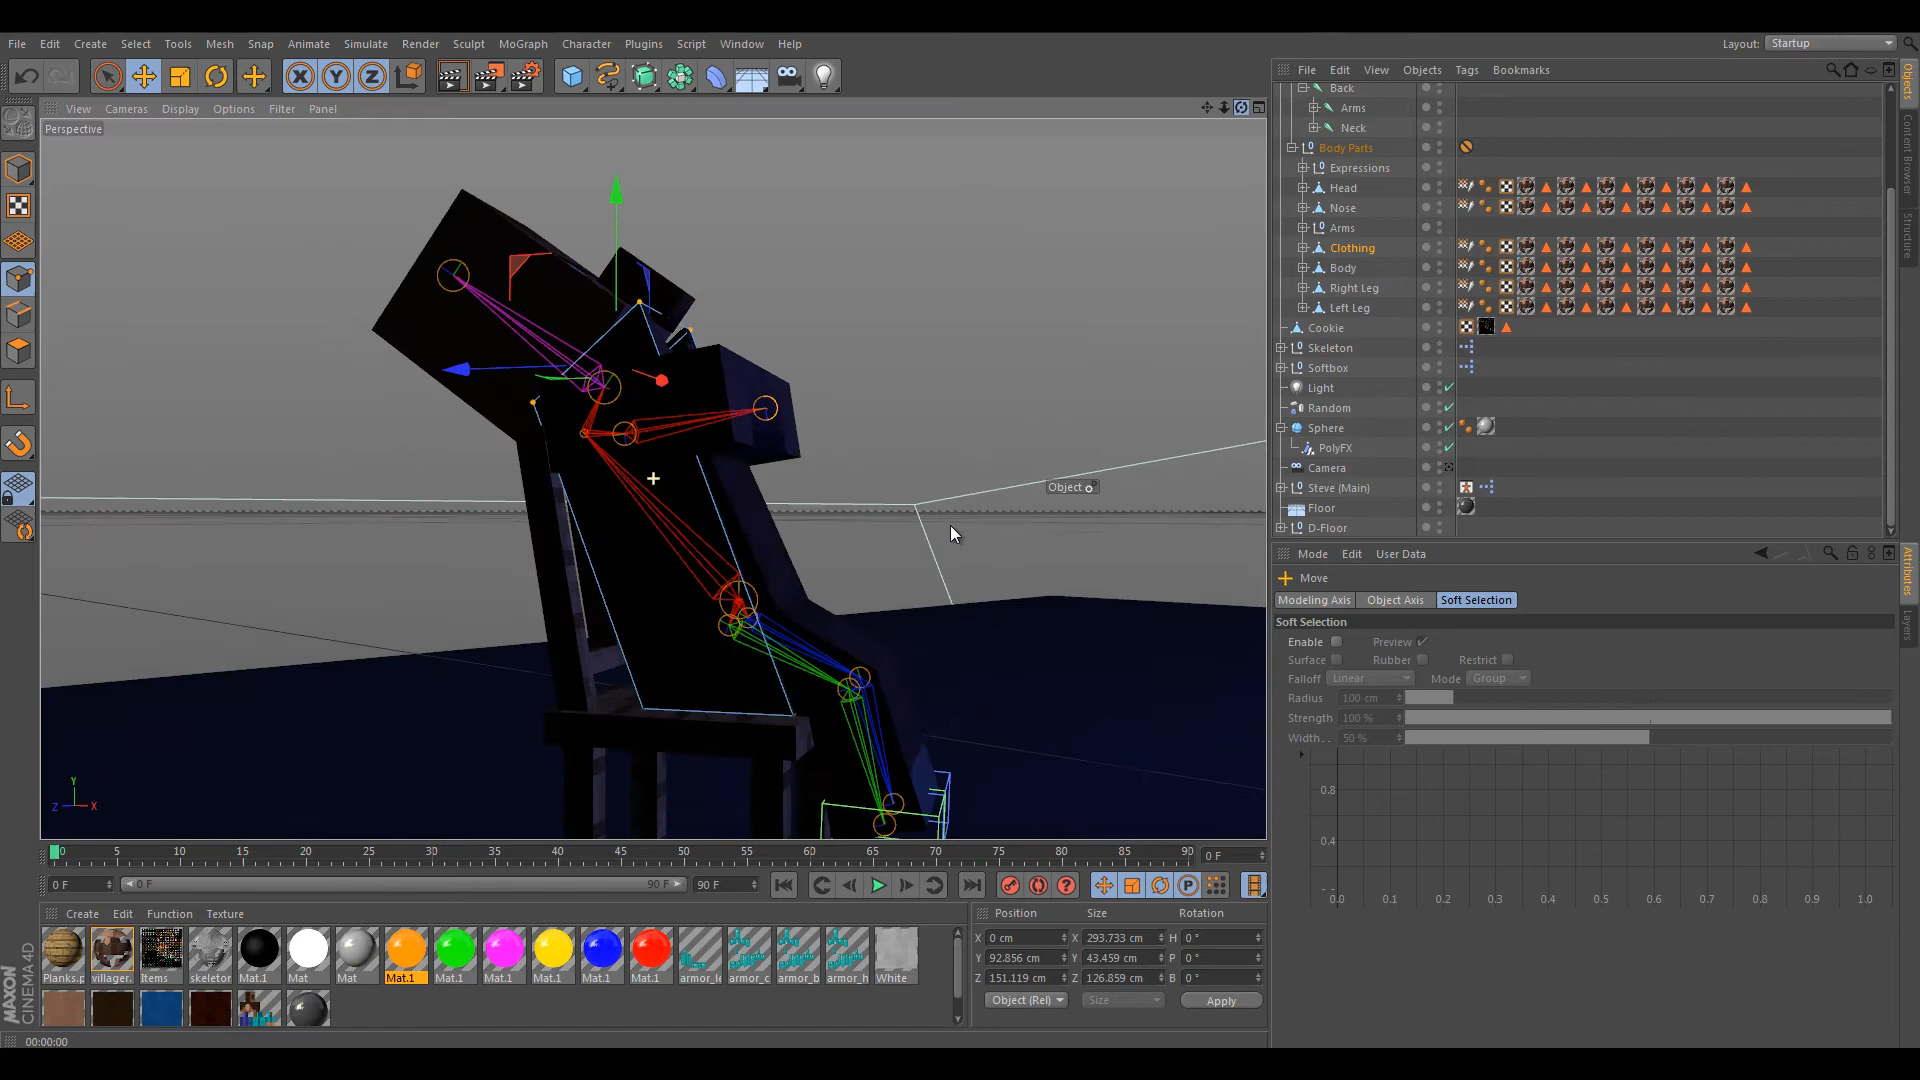 File Edit Create Select Tools Mesh Snap Animate Simulate Render Sculpt MoGraph Character Plugins Script Window Help Layout: Startup
X Y Z
File Edit View Objects Tags Bookmarks
View Cameras Display Options Filter Panel
Perspective
Back
Arms
Neck
Body Parts
Expressions
Head
Nose
Arms
Clothing
Body
Right Leg
Left Leg
Cookie
Skeleton
Softbox
Light
Random
Sphere
PolyFX
Camera
Steve (Main)
Floor
D-Floor
Objects
Content Browser
Structure
Object
Mode Edit User Data
Move
Modeling Axis Object Axis Soft Selection
Soft Selection
Enable Preview
Surface Rubber Restrict
Falloff Linear Mode Group
Radius 100 cm
Strength 100 %
Width.. 50 %
0.8
0.4
0.0 0.1 0.2 0.3 0.4 0.5 0.6 0.7 0.8 0.9 1.0
Attributes
Layers
Y
Z X
0 5 10 15 20 25 30 35 40 45 50 55 60 65 70 75 80 85 90 0 F
0 F 0 F 90 F 90 F
Create Edit Function Texture
Planks.p villager. Items skeletor Mat.1 Mat Mat Mat.1 Mat.1 Mat.1 Mat.1 Mat.1 Mat.1 armor_le armor_c armor_b armor_h White
Position Size Rotation
X 0 cm X 293.733 cm H 0 °
Y 92.856 cm Y 43.459 cm P 0 °
Z 151.119 cm Z 126.859 cm B 0 °
Object (Rel) Size Apply
MAXON
CINEMA4D
00:00:00